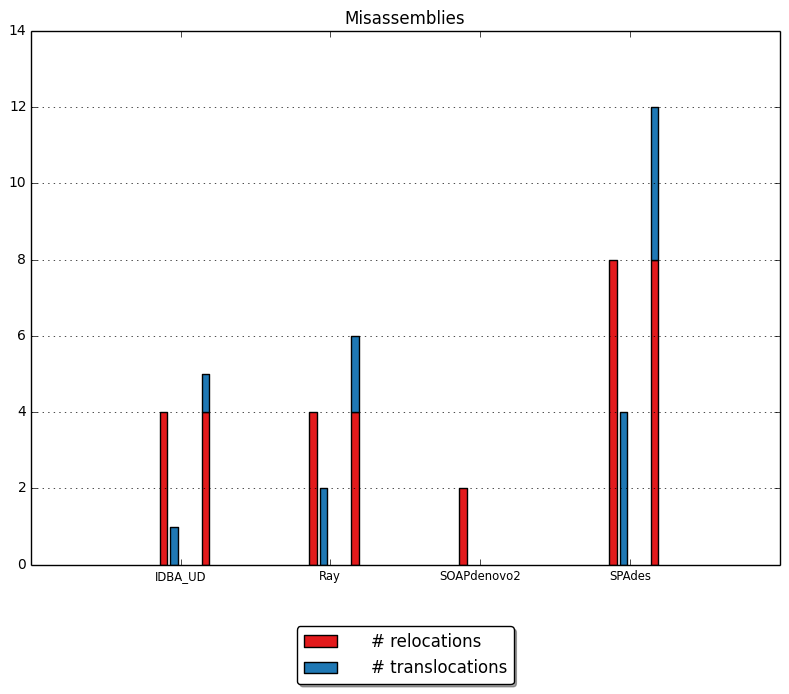 Misassemblies
14
12
10
8
6
4
2
0
IDBA_UD Ray SOAPdenovo2 SPAdes
# relocations
# translocations